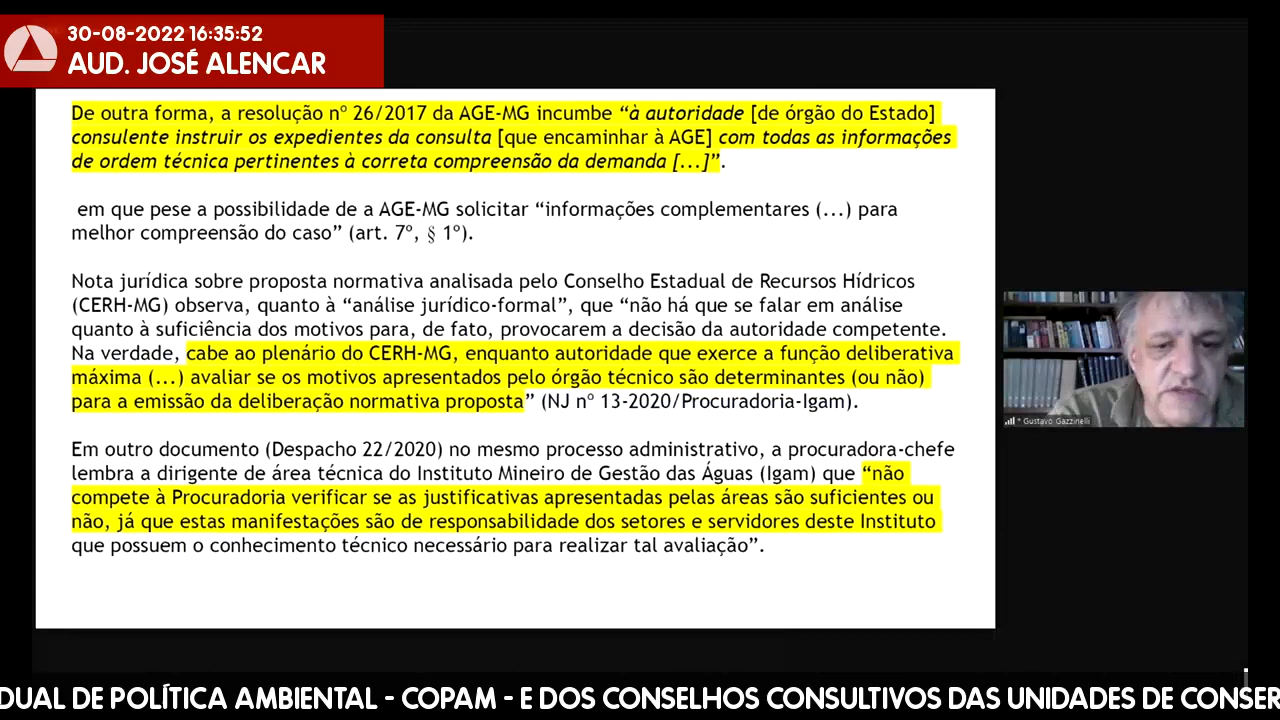 30-08-2022 16:35:52
AUD. JOSÉ ALENCAR
De outra forma, a resolução nº 26/2017 da AGE-MG incumbe “à autoridade [de órgão do Estado]
consulente instruir os expedientes da consulta [que encaminhar à AGE] com todas as informações
de ordem técnica pertinentes à correta compreensão da demanda [...]”.
em que pese a possibilidade de a AGE-MG solicitar “informações complementares (...) para
melhor compreensão do caso” (art. 7º, § 1º).
Nota jurídica sobre proposta normativa analisada pelo Conselho Estadual de Recursos Hídricos
(CERH-MG) observa, quanto à “análise jurídico-formal”, que “não há que se falar em análise
quanto à suficiência dos motivos para, de fato, provocarem a decisão da autoridade competente.
Na verdade, cabe ao plenário do CERH-MG, enquanto autoridade que exerce a função deliberativa
máxima (...) avaliar se os motivos apresentados pelo órgão técnico são determinantes (ou não)
para a emissão da deliberação normativa proposta” (NJ nº 13-2020/Procuradoria-Igam).
Em outro documento (Despacho 22/2020) no mesmo processo administrativo, a procuradora-chefe
lembra a dirigente de área técnica do Instituto Mineiro de Gestão das Águas (Igam) que “não
compete à Procuradoria verificar se as justificativas apresentadas pelas áreas são suficientes ou
não, já que estas manifestações são de responsabilidade dos setores e servidores deste Instituto
que possuem o conhecimento técnico necessário para realizar tal avaliação”.
* Gustavo Gazzinelli
DUAL DE POLÍTICA AMBIENTAL - COPAM - E DOS CONSELHOS CONSULTIVOS DAS UNIDADES DE CONSER